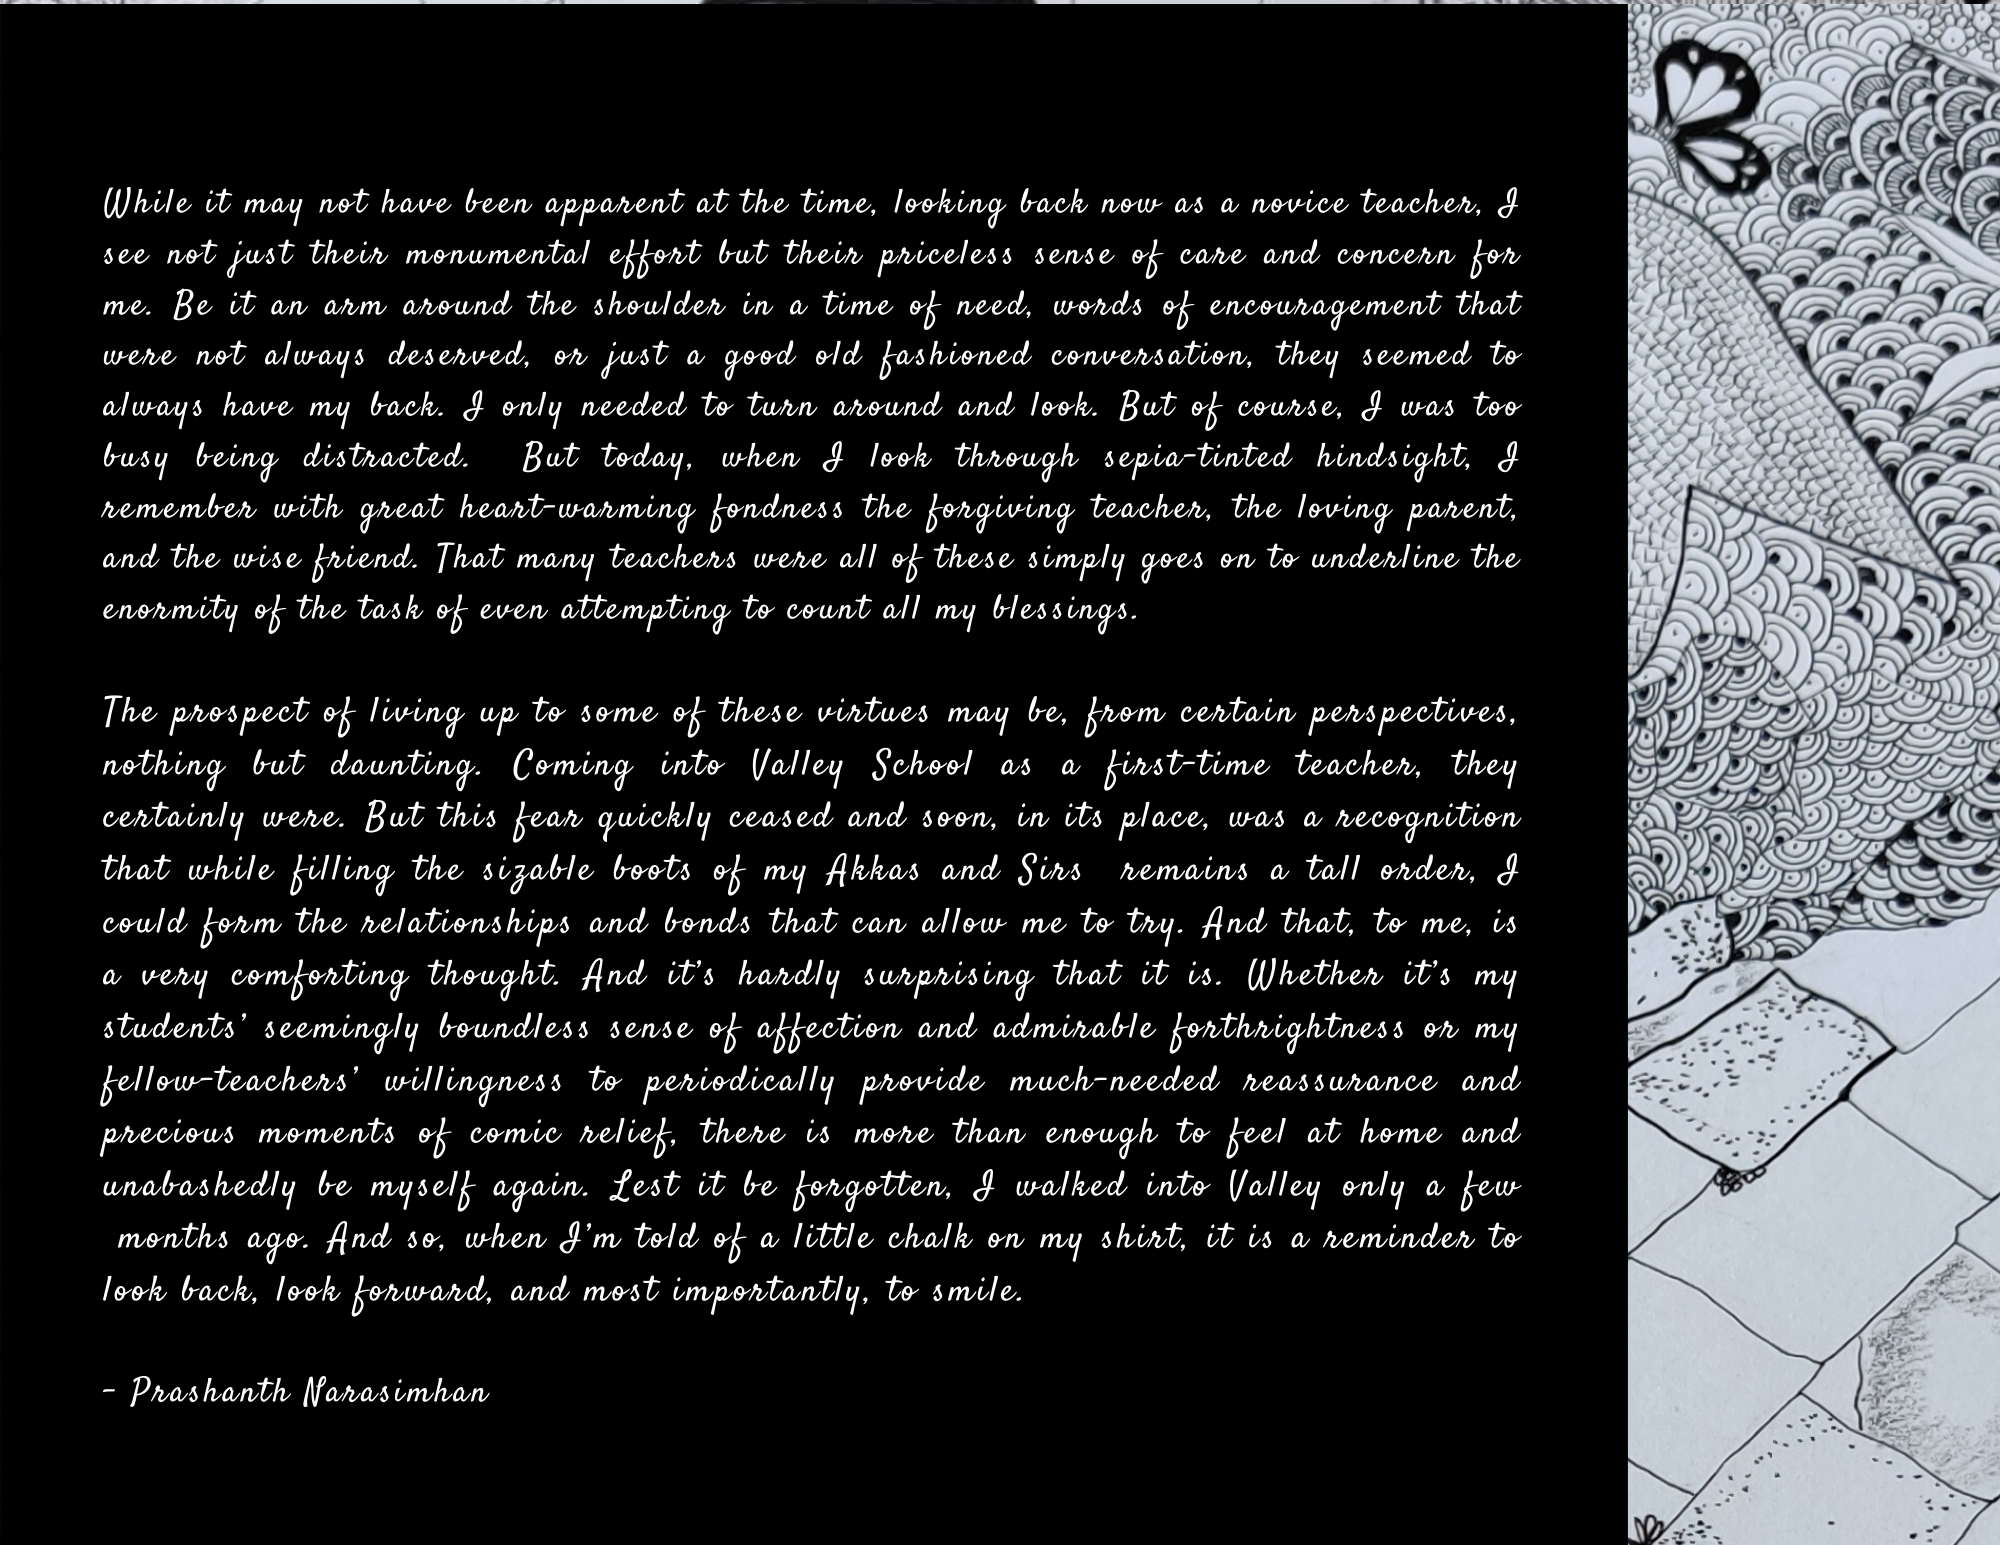 While it may not have been apparent at the time, looking back now as a novice teacher, I
see not just their monumental effort but their priceless sense of care and concern for
me. Be it an arm around the shoulder in a time of need, words of encouragement that
were not always deserved, or just a good old fashioned conversation, they seemed to
always have my back. I only needed to turn around and look. But of course, I was too
busy being distracted. But today, when I look through sepia-tinted hindsight, I
remember with great heart-warming fondness the forgiving teacher, the loving parent,
and the wise friend. That many teachers were all of these simply goes on to underline the
enormity of the task of even attempting to count all my blessings.
The prospect of living up to some of these virtues may be, from certain perspectives,
nothing but daunting. Coming into Valley School as a first-time teacher, they
certainly were. But this fear quickly ceased and soon, in its place, was a recognition
that while filling the sizable boots of my Akkas and Sirs remains a tall order, I
could form the relationships and bonds that can allow me to try. And that, to me, is
a very comforting thought. And it's hardly surprising that it is. Whether it's my
students' seemingly boundless sense of affection and admirable forthrightness or my
fellow-teachers' willingness to periodically provide much-needed reassurance and
precious moments of comic relief, there is more than enough to feel at home and
unabashedly be myself again. Lest it be forgotten, I walked into Valley only a few
months ago. And so, when I'm told of a little chalk on my shirt, it is a reminder to
look back, look forward, and most importantly, to smile.
- Prashanth Narasimhan